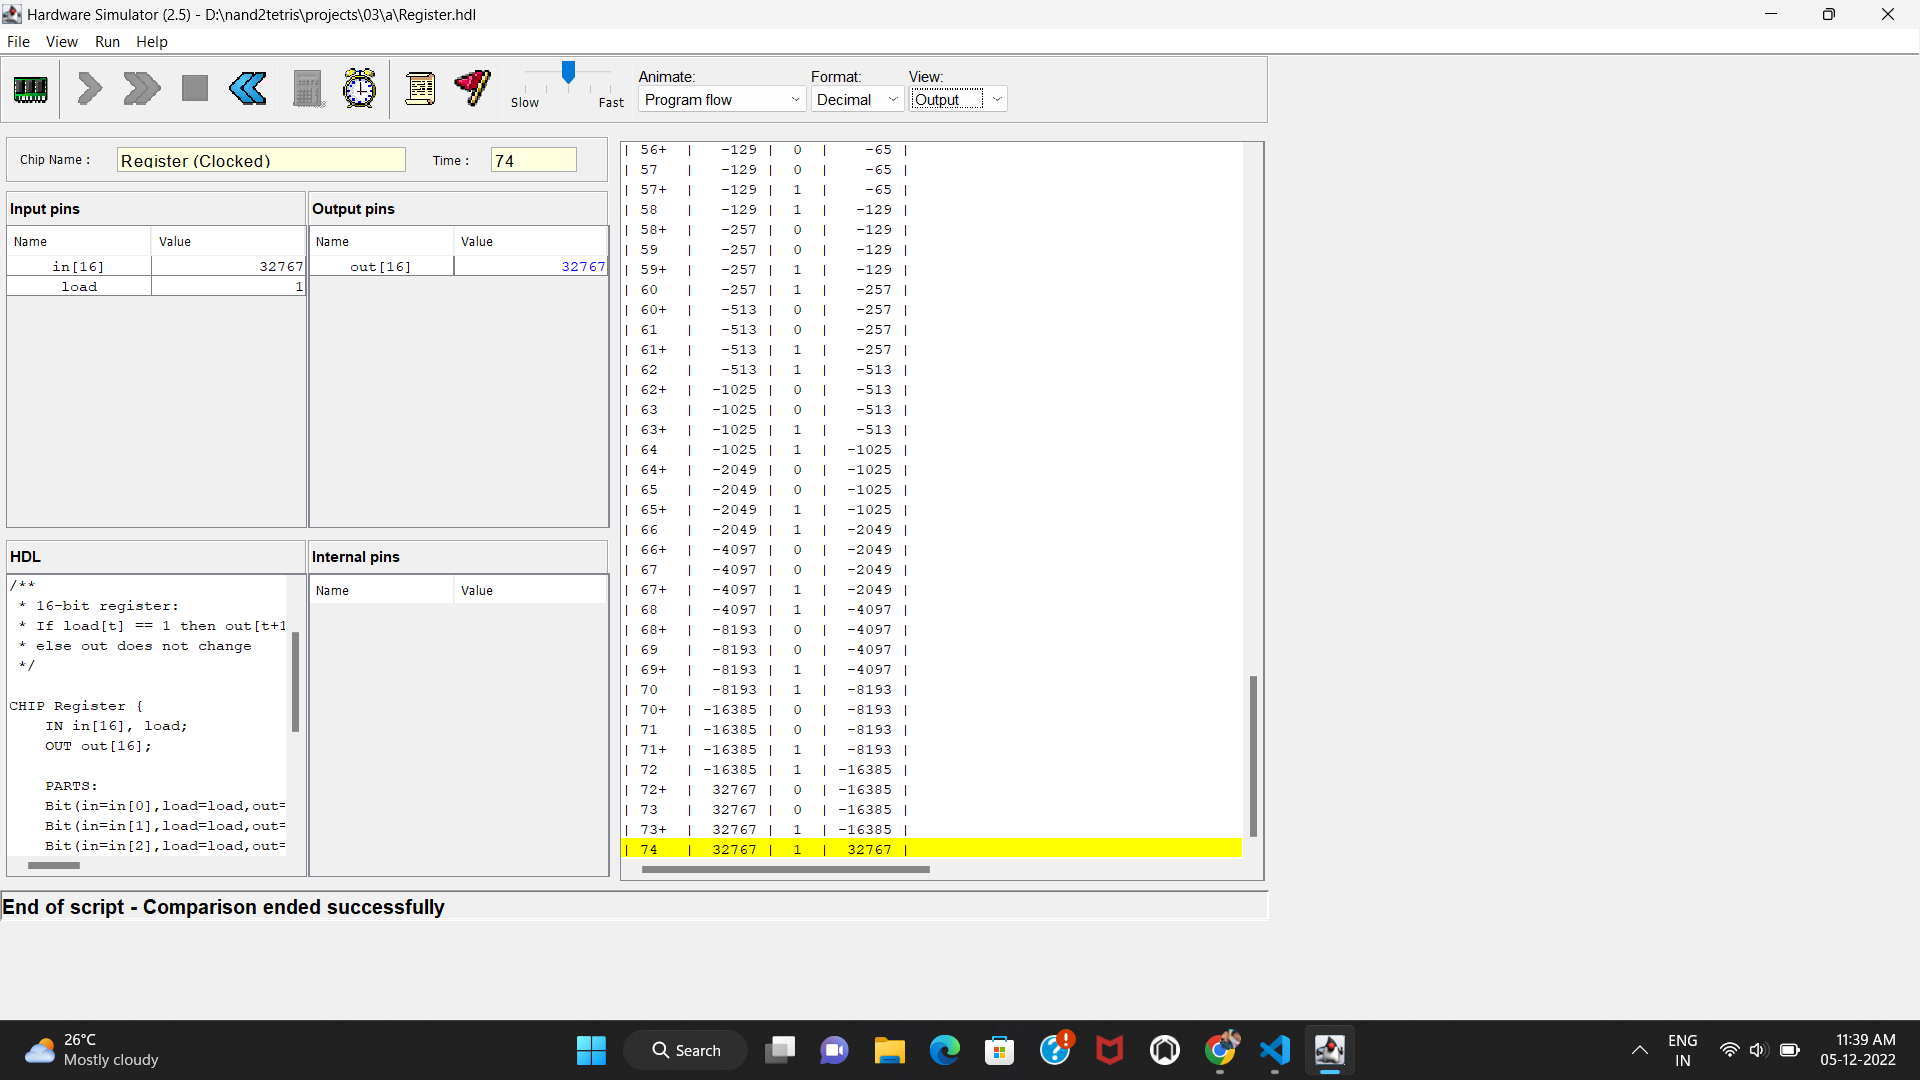 Hardware Simulator (2.5) - D:\nand2tetris\projects\03\a\Register.hdl
File View Run Help
Slow Fast
Animate:
Program flow
Format:
Decimal
View:
Output
Chip Name :
Register (Clocked)
Time :
74
Input pins
Name Value
in[16] 32767
load 1
Output pins
Name Value
out[16] 32767
HDL
/**
* 16-bit register:
* If load[t] == 1 then out[t+1
* else out does not change
*/
CHIP Register {
IN in[16], load;
OUT out[16];
PARTS:
Bit(in=in[0],load=load,out=
Bit(in=in[1],load=load,out=
Bit(in=in[2],load=load,out=
Internal pins
Name Value
| 56+ | -129 | 0 | -65 |
| 57 | -129 | 0 | -65 |
| 57+ | -129 | 1 | -65 |
| 58 | -129 | 1 | -129 |
| 58+ | -257 | 0 | -129 |
| 59 | -257 | 0 | -129 |
| 59+ | -257 | 1 | -129 |
| 60 | -257 | 1 | -257 |
| 60+ | -513 | 0 | -257 |
| 61 | -513 | 0 | -257 |
| 61+ | -513 | 1 | -257 |
| 62 | -513 | 1 | -513 |
| 62+ | -1025 | 0 | -513 |
| 63 | -1025 | 0 | -513 |
| 63+ | -1025 | 1 | -513 |
| 64 | -1025 | 1 | -1025 |
| 64+ | -2049 | 0 | -1025 |
| 65 | -2049 | 0 | -1025 |
| 65+ | -2049 | 1 | -1025 |
| 66 | -2049 | 1 | -2049 |
| 66+ | -4097 | 0 | -2049 |
| 67 | -4097 | 0 | -2049 |
| 67+ | -4097 | 1 | -2049 |
| 68 | -4097 | 1 | -4097 |
| 68+ | -8193 | 0 | -4097 |
| 69 | -8193 | 0 | -4097 |
| 69+ | -8193 | 1 | -4097 |
| 70 | -8193 | 1 | -8193 |
| 70+ | -16385 | 0 | -8193 |
| 71 | -16385 | 0 | -8193 |
| 71+ | -16385 | 1 | -8193 |
| 72 | -16385 | 1 | -16385 |
| 72+ | 32767 | 0 | -16385 |
| 73 | 32767 | 0 | -16385 |
| 73+ | 32767 | 1 | -16385 |
| 74 | 32767 | 1 | 32767 |
End of script - Comparison ended successfully
26°C
Mostly cloudy
Search
ENG
IN
11:39 AM
05-12-2022